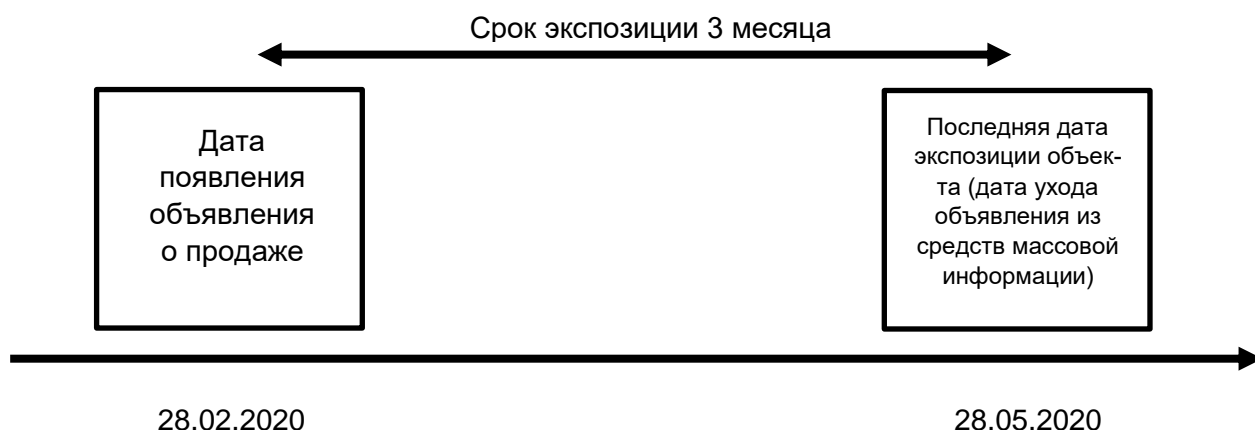 Срок экспозиции 3 месяца
Дата
появления
объявления
о продаже
Последняя дата
экспозиции объек-
та (дата ухода
объявления из
средств массовой
информации)
28.02.2020
28.05.2020